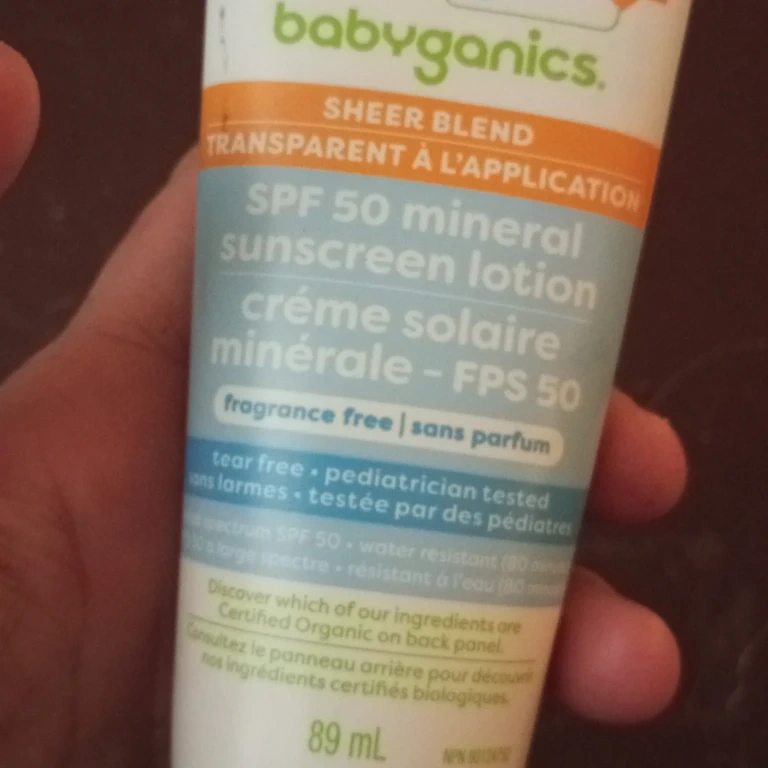 babyganics.
SHEER BLEND
TRANSPARENT À L'APPLICATION
SPF 50 mineral
sunscreen lotion
créme solaire
minérale - FPS 50
fragrance free | sans parfum
tear free • pediatrician tested
sans larmes • testée par des pédiatres
spectrum SPF 50 • water resistant (80
à large spectre • résistant à l'eau (80
Discover which of our ingredients are
Certified Organic on back panel.
Consultez le panneau arrière pour découvrir
nos ingrédients certifiés biologiques.
89 mL
NPN